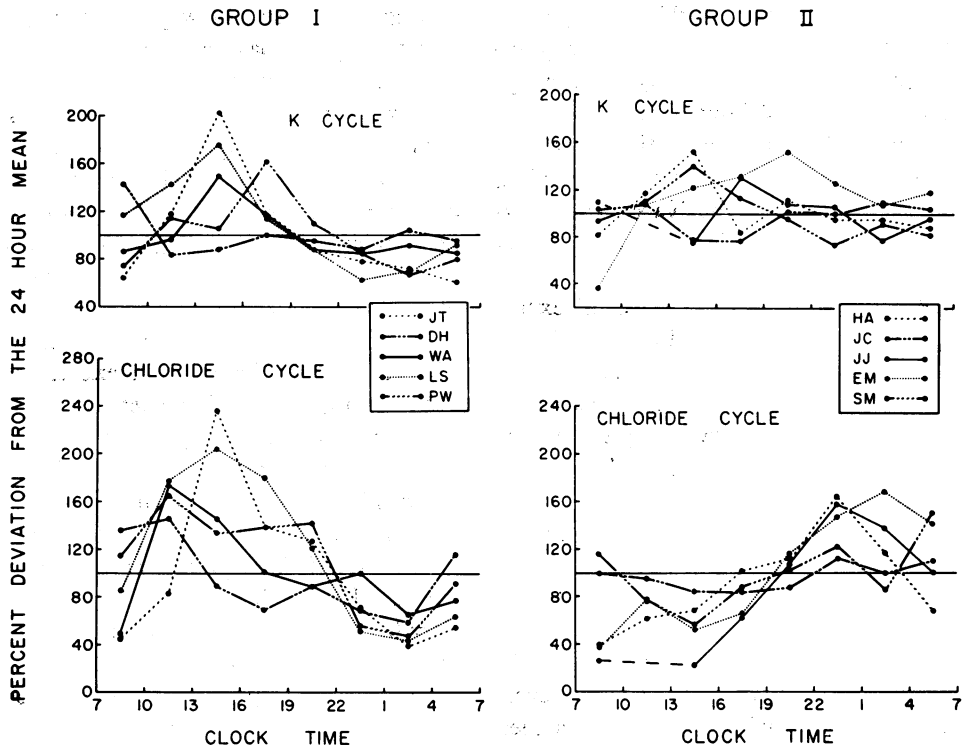 GROUP I
GROUP II
PERCENT DEVIATION FROM THE 24 HOUR MEAN
K CYCLE
200
160
120
80
40
K CYCLE
200
160
120
80
40
JT
DH
WA
LS
PW
HA
JC
JJ
EM
SM
CHLORIDE CYCLE
280
240
200
160
120
80
40
0
7 10 13 16 19 22 1 4 7
CLOCK TIME
CHLORIDE CYCLE
240
200
160
120
80
40
0
7 10 13 16 19 22 1 4 7
CLOCK TIME